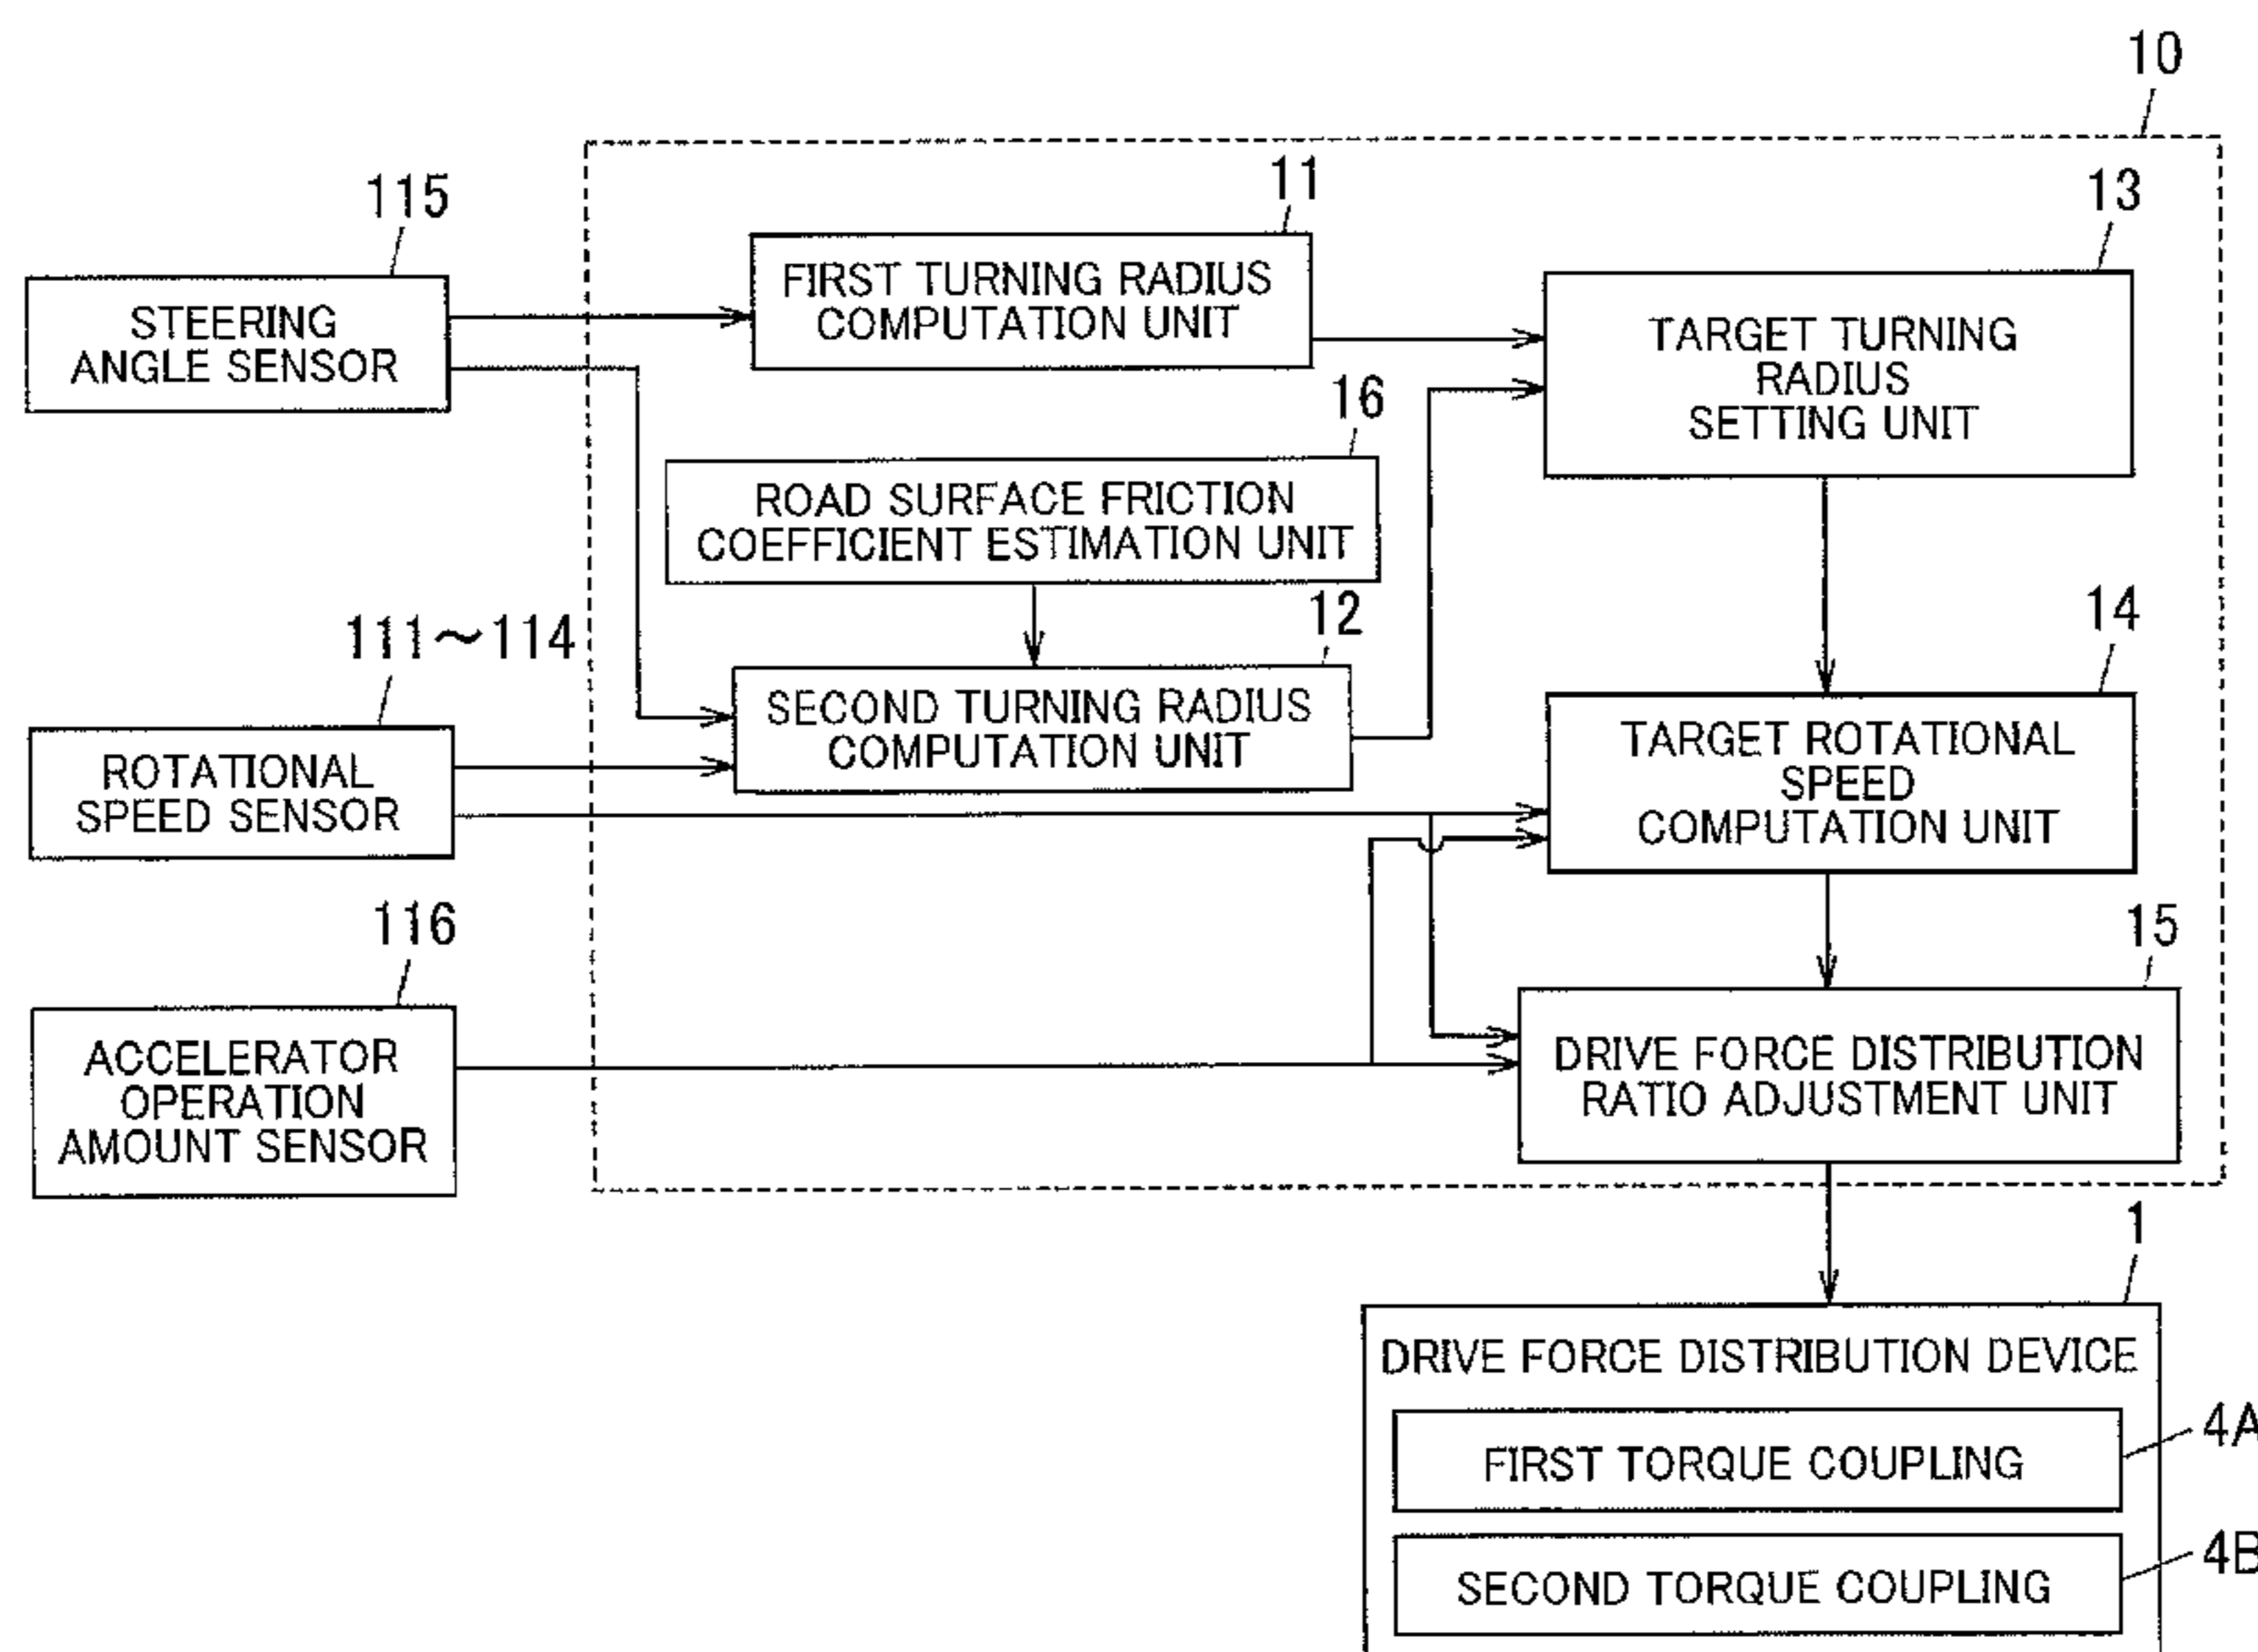 10
115
11
13
STEERING
ANGLE SENSOR
FIRST TURNING RADIUS
COMPUTATION UNIT
TARGET TURNING
RADIUS
SETTING UNIT
16
ROAD SURFACE FRICTION
COEFFICIENT ESTIMATION UNIT
111～114
12
14
ROTATIONAL
SPEED SENSOR
SECOND TURNING RADIUS
COMPUTATION UNIT
TARGET ROTATIONAL
SPEED
COMPUTATION UNIT
116
15
ACCELERATOR
OPERATION
AMOUNT SENSOR
DRIVE FORCE DISTRIBUTION
RATIO ADJUSTMENT UNIT
1
DRIVE FORCE DISTRIBUTION DEVICE
FIRST TORQUE COUPLING
4A
SECOND TORQUE COUPLING
4B